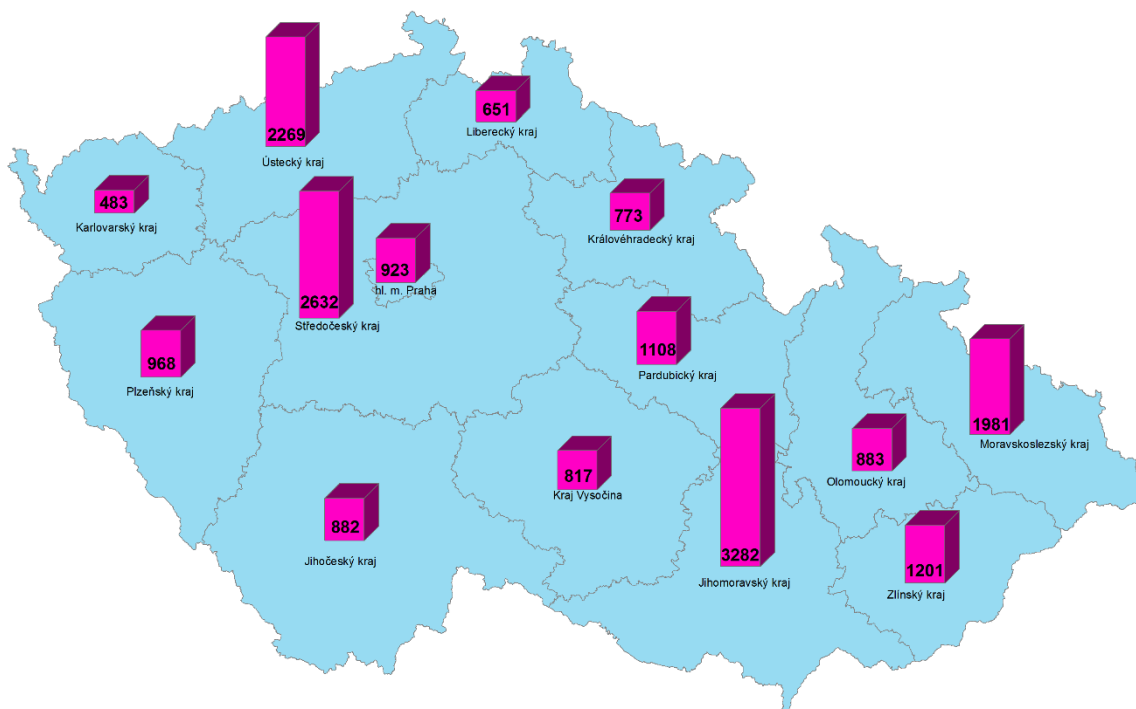 2269
Ústecký kraj
651
Liberecký kraj
483
Karlovarský kraj
773
Královéhradecký kraj
2632
Středočeský kraj
923
hl. m. Praha
968
Plzeňský kraj
1108
Pardubický kraj
1981
Moravskoslezský kraj
883
Olomoucký kraj
817
Kraj Vysočina
882
Jihočeský kraj
3282
Jihomoravský kraj
1201
Zlínský kraj